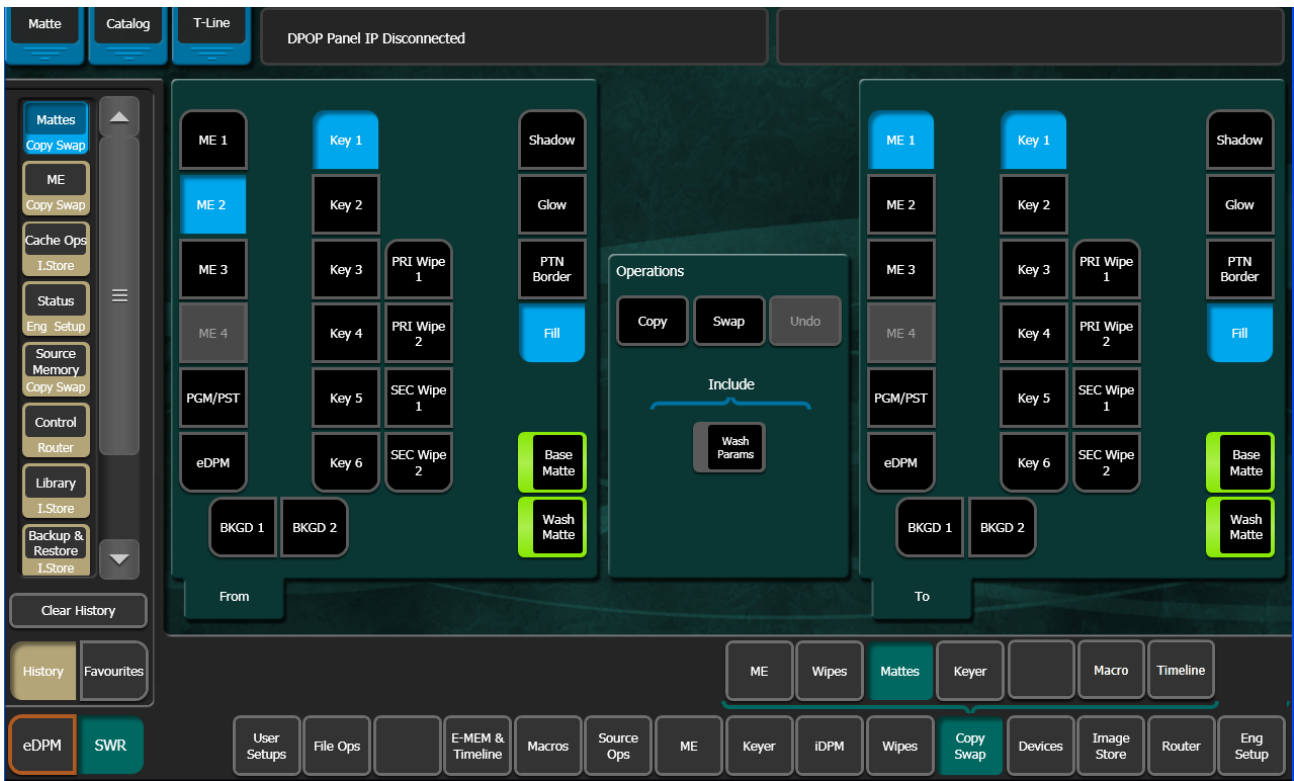 Matte
Catalog
T-Line
DPOP Panel IP Disconnected
Mattes
Copy Swap
ME
Copy Swap
Cache Ops
I.Store
Status
Eng Setup
Source
Memory
Copy Swap
Control
Router
Library
I.Store
Backup &
Restore
I.Store
Clear History
History
Favourites
ME 1
Key 1
Shadow
ME 2
Key 2
Glow
ME 3
Key 3
PRI Wipe
1
PTN
Border
ME 4
Key 4
PRI Wipe
2
Fill
PGM/PST
Key 5
SEC Wipe
1
eDPM
Key 6
SEC Wipe
2
Base
Matte
BKGD 1
BKGD 2
Wash
Matte
From
Operations
Copy
Swap
Undo
Include
Wash
Params
ME 1
Key 1
Shadow
ME 2
Key 2
Glow
ME 3
Key 3
PRI Wipe
1
PTN
Border
ME 4
Key 4
PRI Wipe
2
Fill
PGM/PST
Key 5
SEC Wipe
1
eDPM
Key 6
SEC Wipe
2
Base
Matte
BKGD 1
BKGD 2
Wash
Matte
To
ME
Wipes
Mattes
Keyer
Macro
Timeline
eDPM
SWR
User
Setups
File Ops
E-MEM &
Timeline
Macros
Source
Ops
ME
Keyer
iDPM
Wipes
Copy
Swap
Devices
Image
Store
Router
Eng
Setup